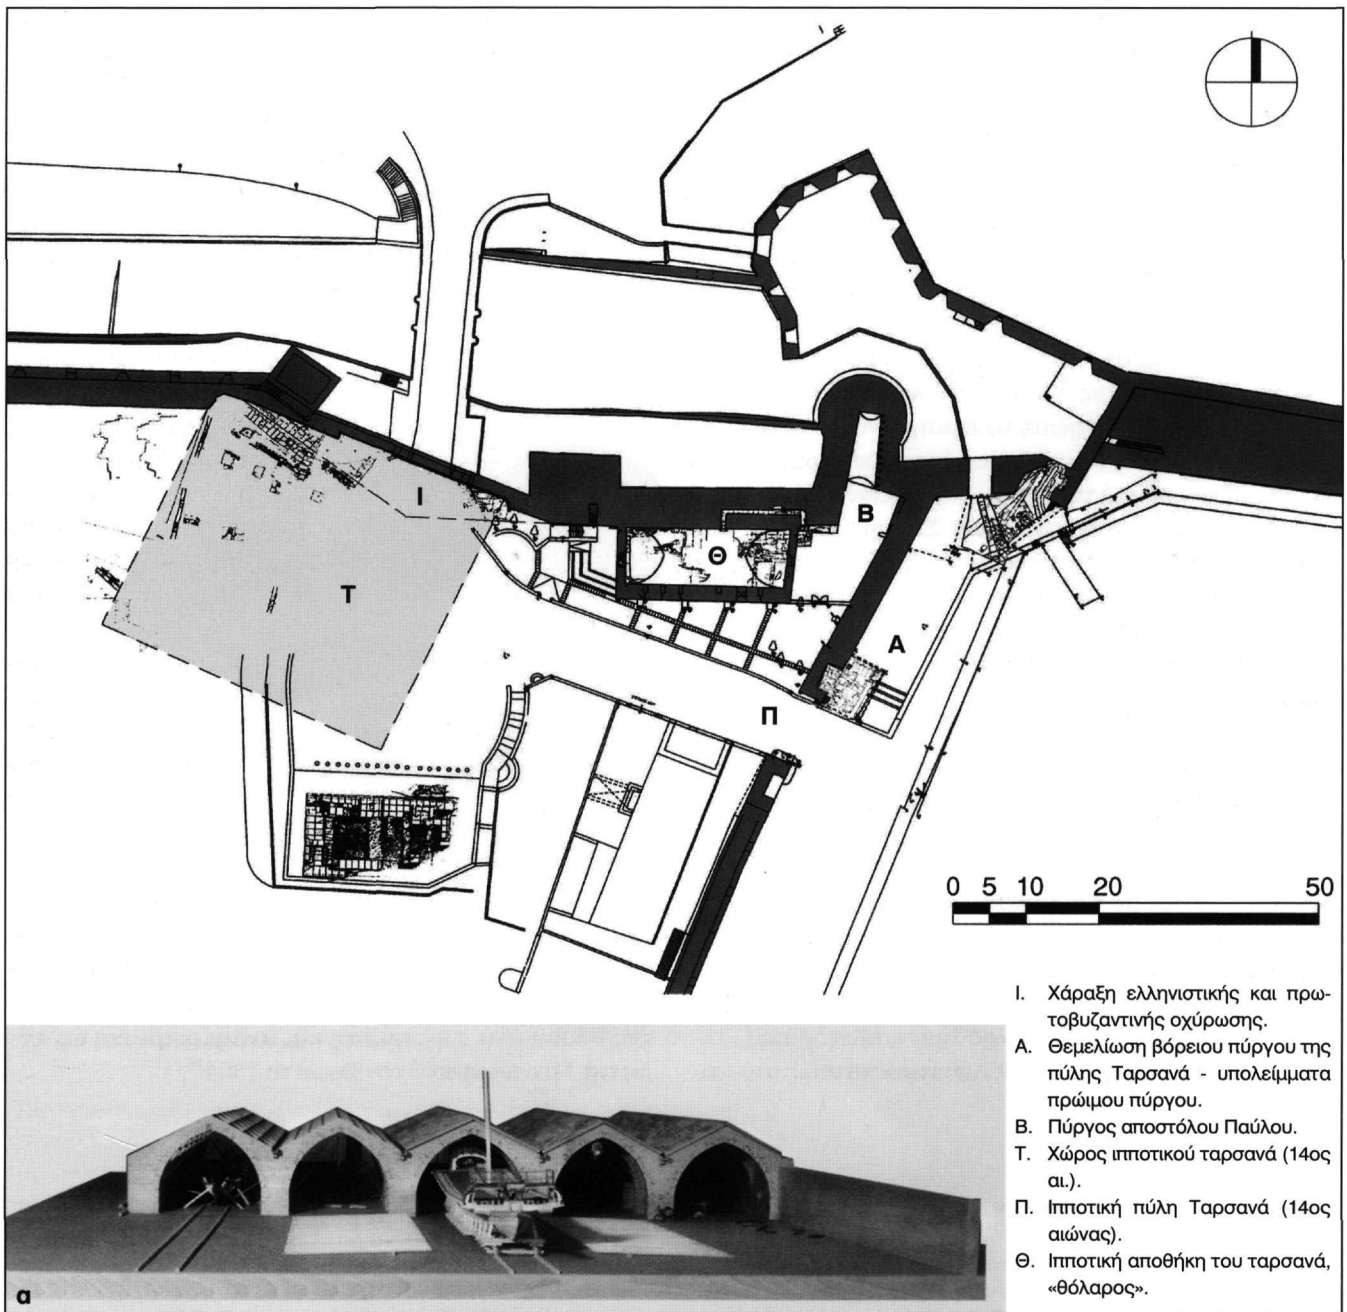 Ι
Τ
Θ
Β
Α
Π
0 5 10 20 50
Ι. Χάραξη ελληνιστικής και πρω-
τοβυζαντινής οχύρωσης.
Α. Θεμελίωση βόρειου πύργου της
πύλης Ταρσανά - υπολείμματα
πρώιμου πύργου.
Β. Πύργος αποστόλου Παύλου.
Τ. Χώρος ιπποτικού ταρσανά (14ος
αι.).
Π. Ιπποτική πύλη Ταρσανά (14ος
αιώνας).
Θ. Ιπποτική αποθήκη του ταρσανά,
«θόλαρος».
α